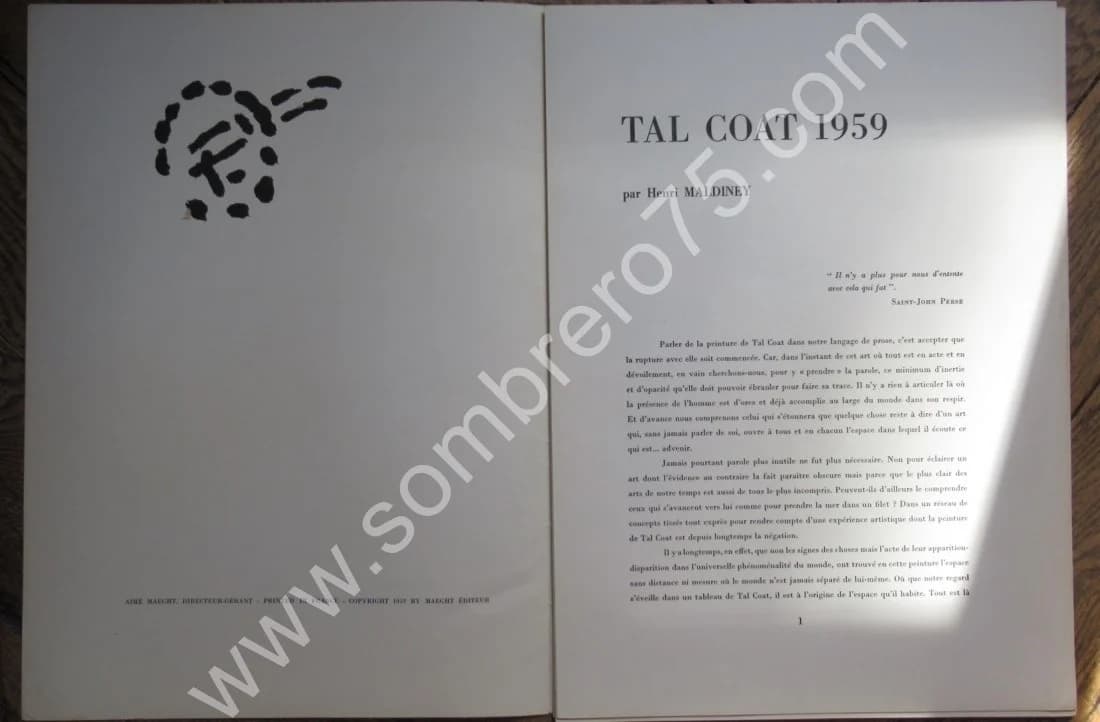 AIMÉ MAEGHT, DIRECTEUR-GÉRANT - PRINTED IN FRANCE - COPYRIGHT 1959 BY MAEGHT ÉDITEUR
TAL COAT 1959
par Henri MALDINEY
" Il n'y a plus pour nous d'entente
avec cela qui fut ".
SAINT-JOHN PERSE
Parler de la peinture de Tal Coat dans notre langage de prose, c'est accepter que
la rupture avec elle soit commencée. Car, dans l'instant de cet art où tout est en acte et en
dévoilement, en vain cherchons-nous, pour y « prendre » la parole, ce minimum d'inertie
et d'opacité qu'elle doit pouvoir ébranler pour faire sa trace. Il n'y a rien à articuler là où
la présence de l'homme est d'ores et déjà accomplie au large du monde dans son respir.
Et d'avance nous comprenons celui qui s'étonnera que quelque chose reste à dire d'un art
qui, sans jamais parler de soi, ouvre à tous et en chacun l'espace dans lequel il écoute ce
qui est... advenir.
Jamais pourtant parole plus inutile ne fut plus nécessaire. Non pour éclairer un
art dont l'évidence au contraire la fait paraître obscure mais parce que le plus clair des
arts de notre temps est aussi de tous le plus incompris. Peuvent-ils d'ailleurs le comprendre
ceux qui s'avancent vers lui comme pour prendre la mer dans un filet ? Dans un réseau de
concepts tissés tout exprès pour rendre compte d'une expérience artistique dont la peinture
de Tal Coat est depuis longtemps la négation.
Il y a longtemps, en effet, que non les signes des choses mais l'acte de leur apparition-
disparition dans l'universelle phénoménalité du monde, ont trouvé en cette peinture l'espace
sans distance ni mesure où le monde n'est jamais séparé de lui-même. Où que notre regard
s'éveille dans un tableau de Tal Coat, il est à l'origine de l'espace qu'il habite. Tout est là
1
www.sombrero75.com